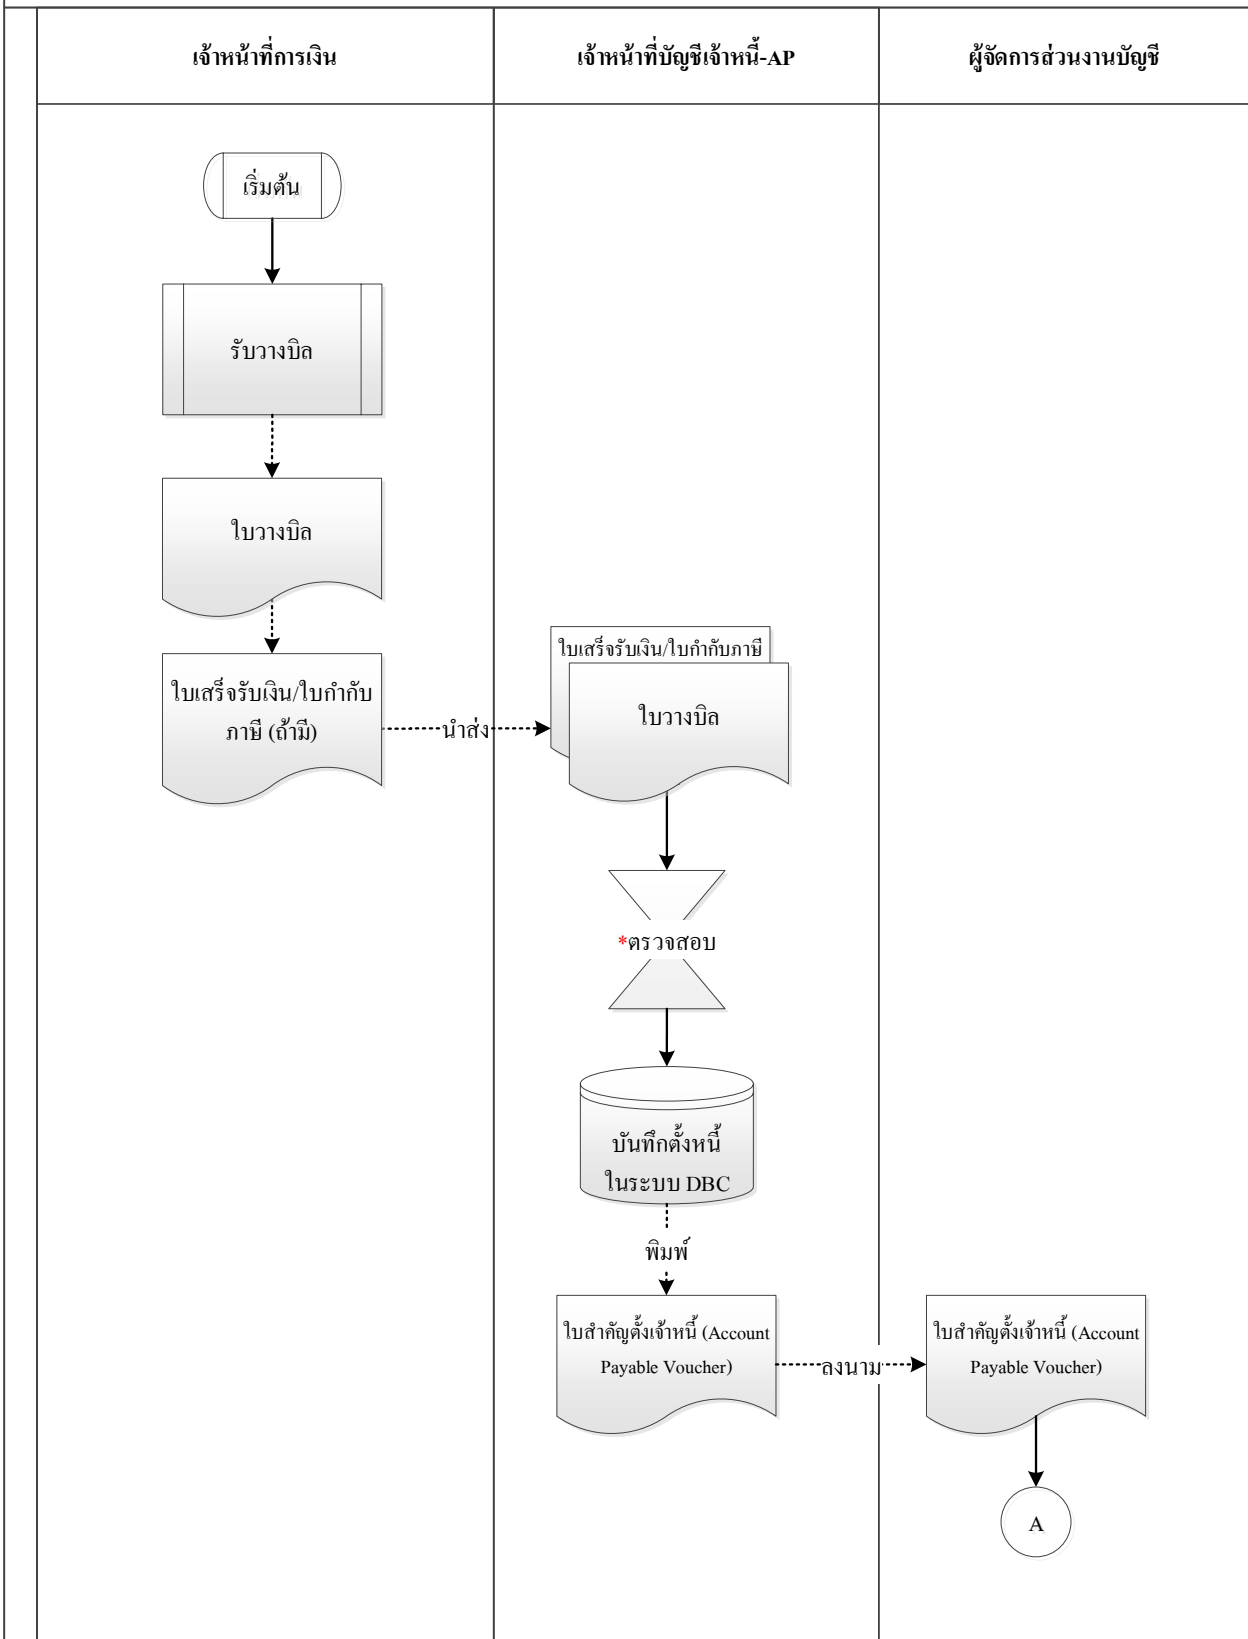 เจ้าหน้าที่การเงิน
เจ้าหน้าที่บัญชีเจ้าหนี้-AP
ผู้จัดการส่วนงานบัญชี
เริ่มต้น
รับวางบิล
ใบวางบิล
ใบเสร็จรับเงิน/ใบกำกับ
ภาษี (ถ้ามี)
นำส่ง
ใบเสร็จรับเงิน/ใบกำกับภาษี
ใบวางบิล
*ตรวจสอบ
บันทึกตั้งหนี้
ในระบบ DBC
พิมพ์
ใบสำคัญตั้งเจ้าหนี้ (Account
Payable Voucher)
ลงนาม
ใบสำคัญตั้งเจ้าหนี้ (Account
Payable Voucher)
A